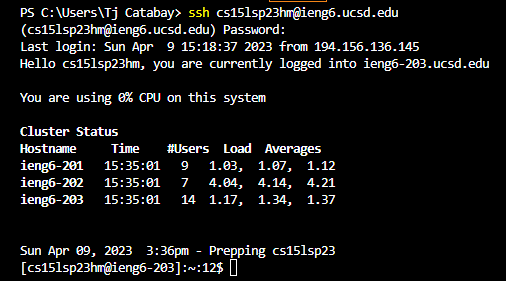 PS C:\Users\Tj Catabay> ssh cs15lsp23hm@ieng6.ucsd.edu
(cs15lsp23hm@ieng6.ucsd.edu) Password:
Last login: Sun Apr  9 15:18:37 2023 from 194.156.136.145
Hello cs15lsp23hm, you are currently logged into ieng6-203.ucsd.edu
You are using 0% CPU on this system
Cluster Status
Hostname     Time    #Users  Load  Averages
ieng6-201   15:35:01   9   1.03,  1.07,  1.12
ieng6-202   15:35:01   7   4.04,  4.14,  4.21
ieng6-203   15:35:01   14  1.17,  1.34,  1.37
Sun Apr 09, 2023  3:36pm - Prepping cs15lsp23
[cs15lsp23hm@ieng6-203]:~:12$